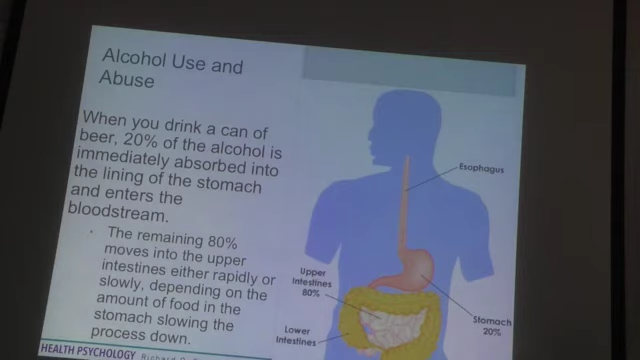 Alcohol Use and
Abuse
When you drink a can of
beer, 20% of the alcohol is
immediately absorbed into
the lining of the stomach
and enters the
bloodstream.
• The remaining 80%
moves into the upper
intestines either rapidly or
slowly, depending on the
amount of food in the
stomach slowing the
process down.
Esophagus
Upper
Intestines
80%
Stomach
20%
Lower
Intestines
HEALTH PSYCHOLOGY